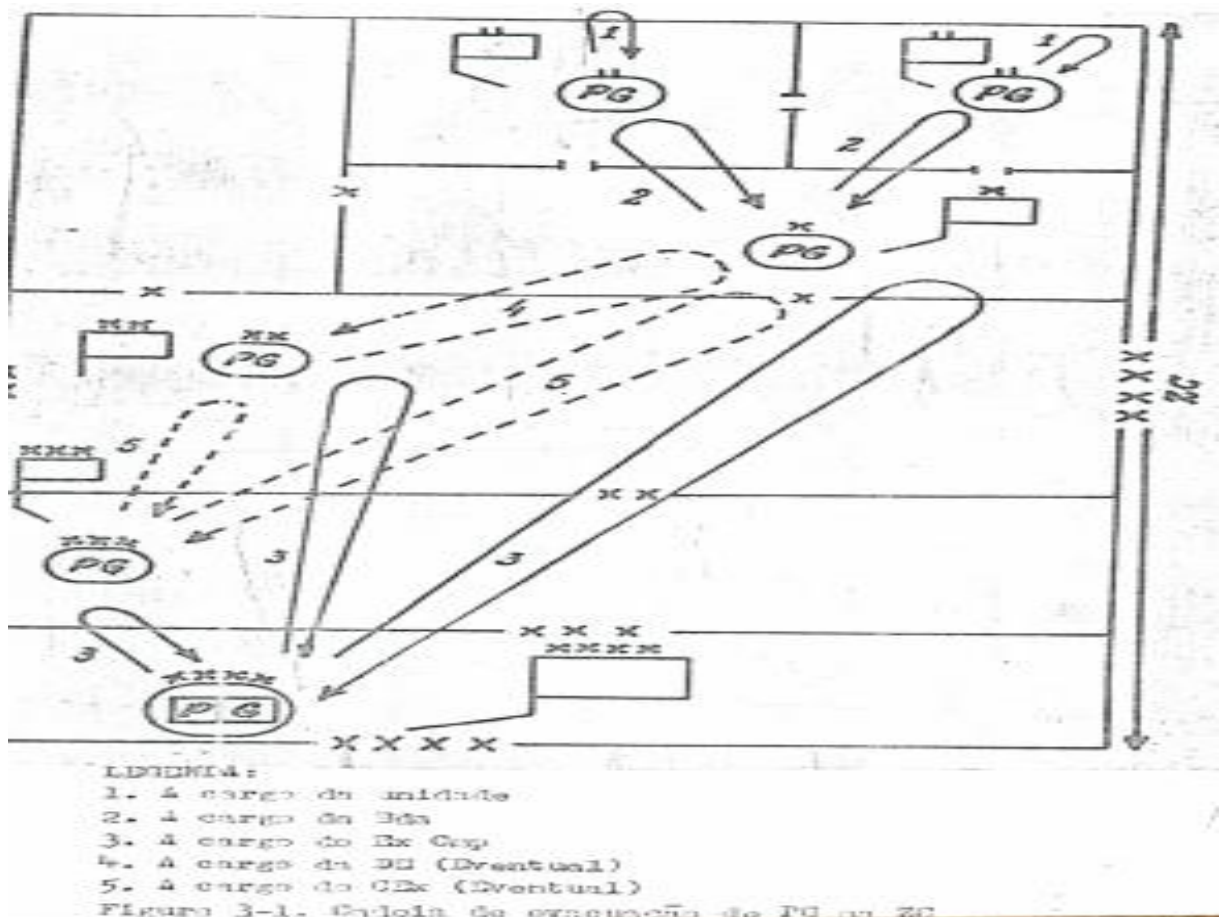 1
1
PG
PG
2
2
PG
4
PG
6
5
3
3
PG
3
PG
ZC
LEGENDA:
1. A cargo da unidade
2. A cargo da Bda
3. A cargo do Ex Cmp
4. A cargo da DE (Eventual)
5. A cargo do CEx (Eventual)
Figura 3-1. Cadeia de evacuação de PG na ZC